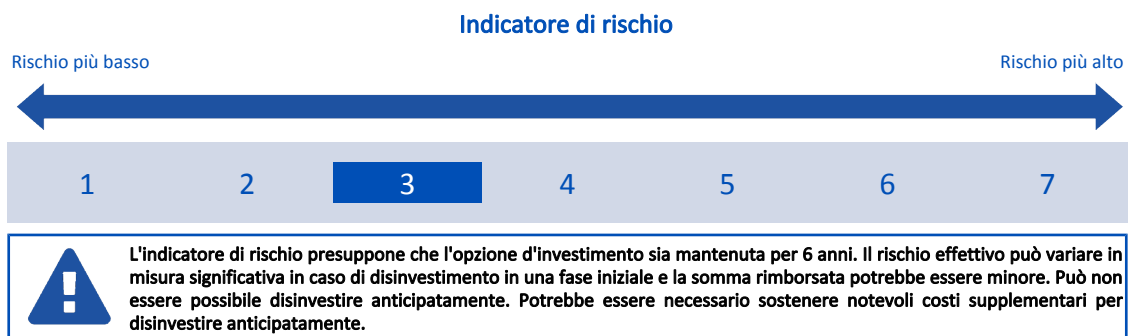 Indicatore di rischio
Rischio più basso
Rischio più alto
1 2 3 4 5 6 7
L'indicatore di rischio presuppone che l'opzione d'investimento sia mantenuta per 6 anni. Il rischio effettivo può variare in
misura significativa in caso di disinvestimento in una fase iniziale e la somma rimborsata potrebbe essere minore. Può non
essere possibile disinvestire anticipatamente. Potrebbe essere necessario sostenere notevoli costi supplementari per
disinvestire anticipatamente.